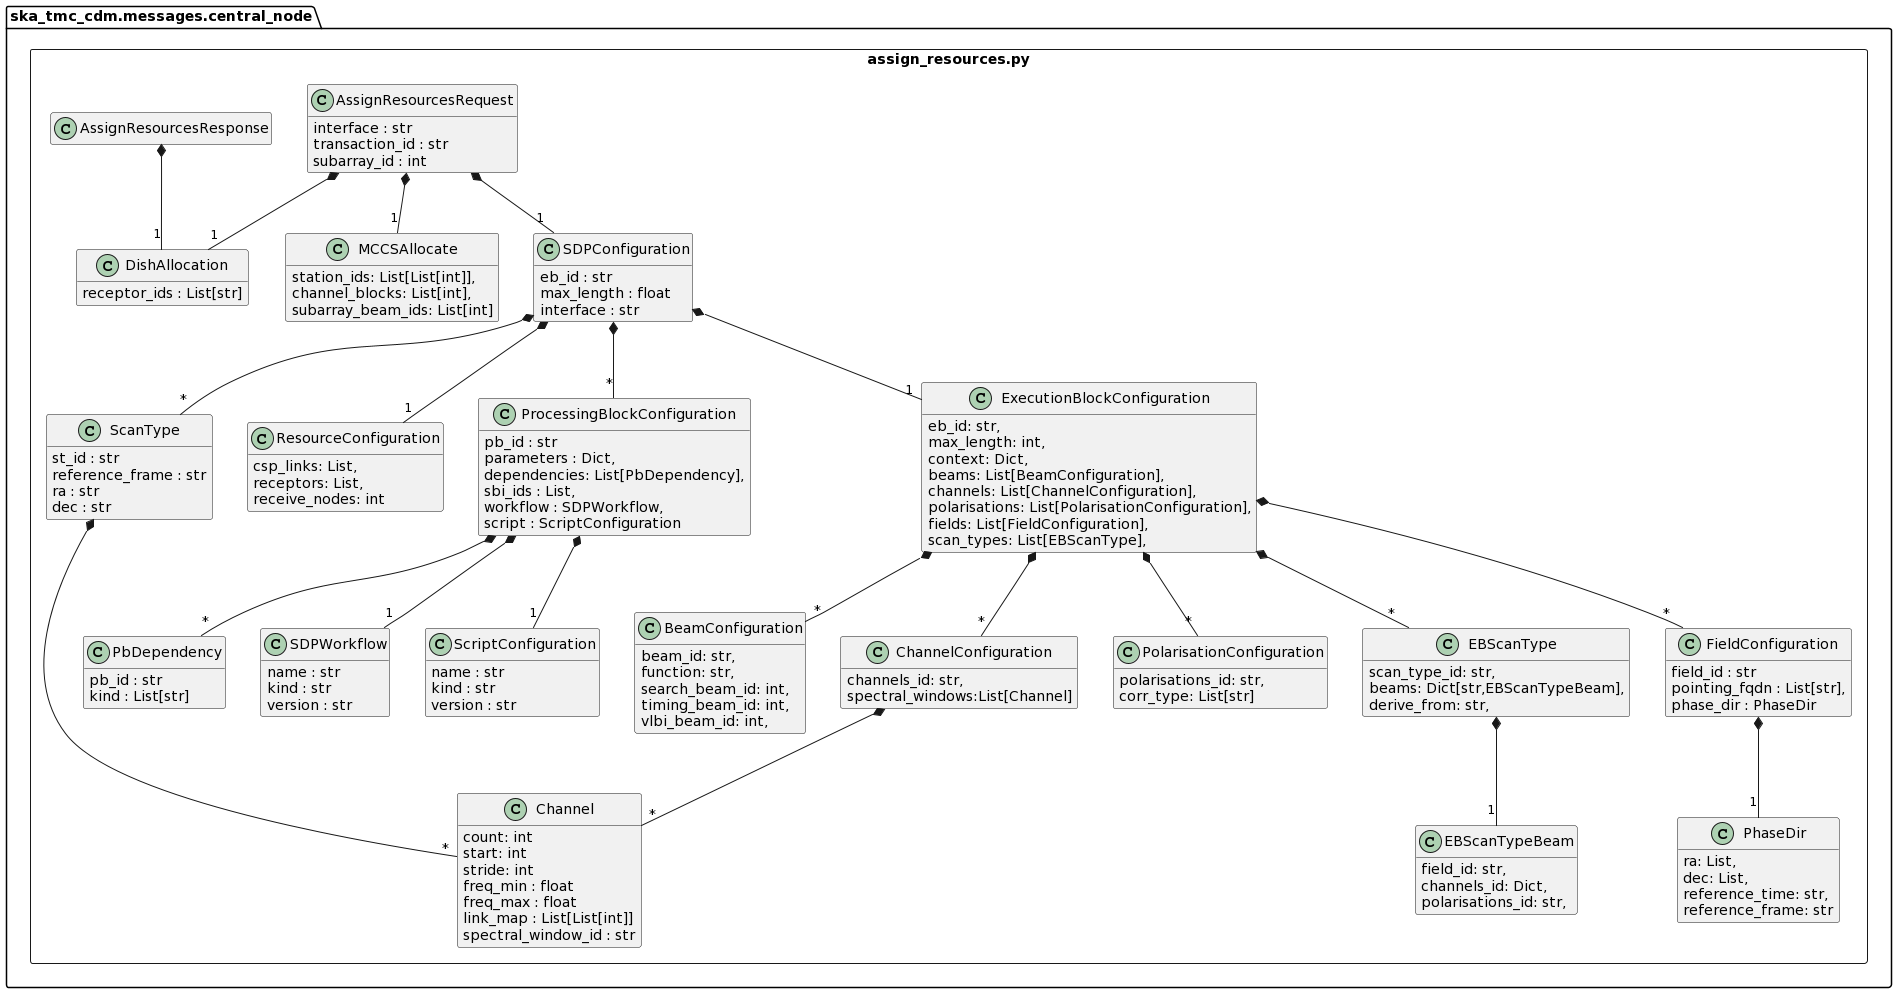 ska_tmc_cdm.messages.central_node
assign_resources.py
C AssignResourcesResponse
C AssignResourcesRequest
interface : str
transaction_id : str
subarray_id : int
1
1
1
1
C DishAllocation
receptor_ids : List[str]
C MCCSAllocate
station_ids: List[List[int]],
channel_blocks: List[int],
subarray_beam_ids: List[int]
C SDPConfiguration
eb_id : str
max_length : float
interface : str
*
1
*
1
C ScanType
st_id : str
reference_frame : str
ra : str
dec : str
C ResourceConfiguration
csp_links: List,
receptors: List,
receive_nodes: int
C ProcessingBlockConfiguration
pb_id : str
parameters : Dict,
dependencies: List[PbDependency],
sbi_ids : List,
workflow : SDPWorkflow,
script : ScriptConfiguration
C ExecutionBlockConfiguration
eb_id: str,
max_length: int,
context: Dict,
beams: List[BeamConfiguration],
channels: List[ChannelConfiguration],
polarisations: List[PolarisationConfiguration],
fields: List[FieldConfiguration],
scan_types: List[EBScanType],
*
1
1
*
*
*
*
*
C PbDependency
pb_id : str
kind : List[str]
C SDPWorkflow
name : str
kind : str
version : str
C ScriptConfiguration
name : str
kind : str
version : str
C BeamConfiguration
beam_id: str,
function: str,
search_beam_id: int,
timing_beam_id: int,
vlbi_beam_id: int,
C ChannelConfiguration
channels_id: str,
spectral_windows:List[Channel]
C PolarisationConfiguration
polarisations_id: str,
corr_type: List[str]
C EBScanType
scan_type_id: str,
beams: Dict[str,EBScanTypeBeam],
derive_from: str,
C FieldConfiguration
field_id : str
pointing_fqdn : List[str],
phase_dir : PhaseDir
*
*
1
1
C Channel
count: int
start: int
stride: int
freq_min : float
freq_max : float
link_map : List[List[int]]
spectral_window_id : str
C EBScanTypeBeam
field_id: str,
channels_id: Dict,
polarisations_id: str,
C PhaseDir
ra: List,
dec: List,
reference_time: str,
reference_frame: str